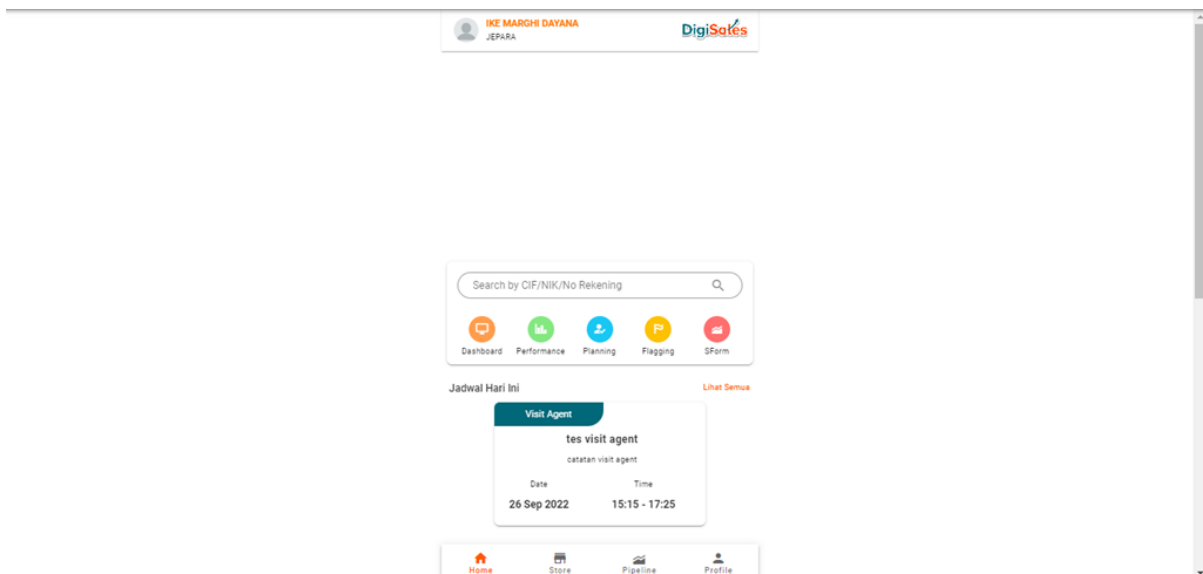 IKE MARGHI DAYANA
JEPARA
DigiSales
Search by CIF/NIK/No Rekening
Dashboard Performance Planning Flagging SForm
Jadwal Hari Ini Lihat Semua
Visit Agent
tes visit agent
catatan visit agent
Date Time
26 Sep 2022 15:15 - 17:25
Home Store Pipeline Profile